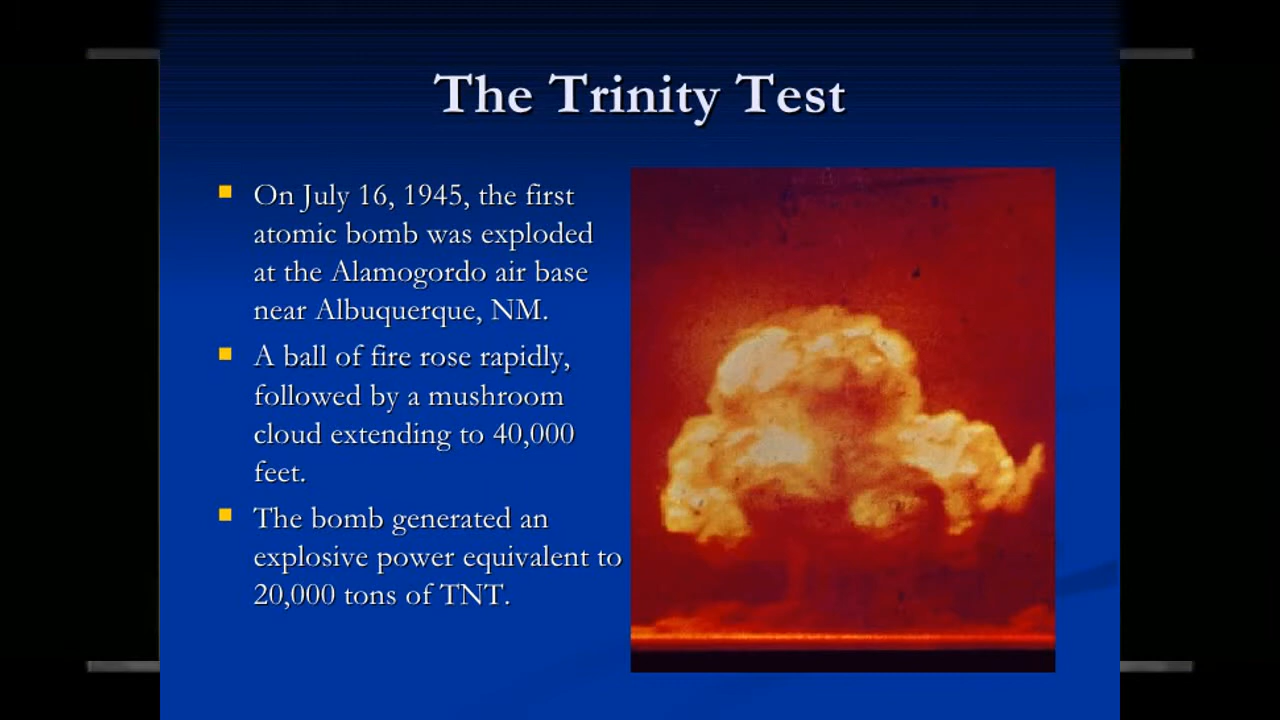 The Trinity Test
On July 16, 1945, the first
atomic bomb was exploded
at the Alamogordo air base
near Albuquerque, NM.
A ball of fire rose rapidly,
followed by a mushroom
cloud extending to 40,000
feet.
The bomb generated an
explosive power equivalent to
20,000 tons of TNT.